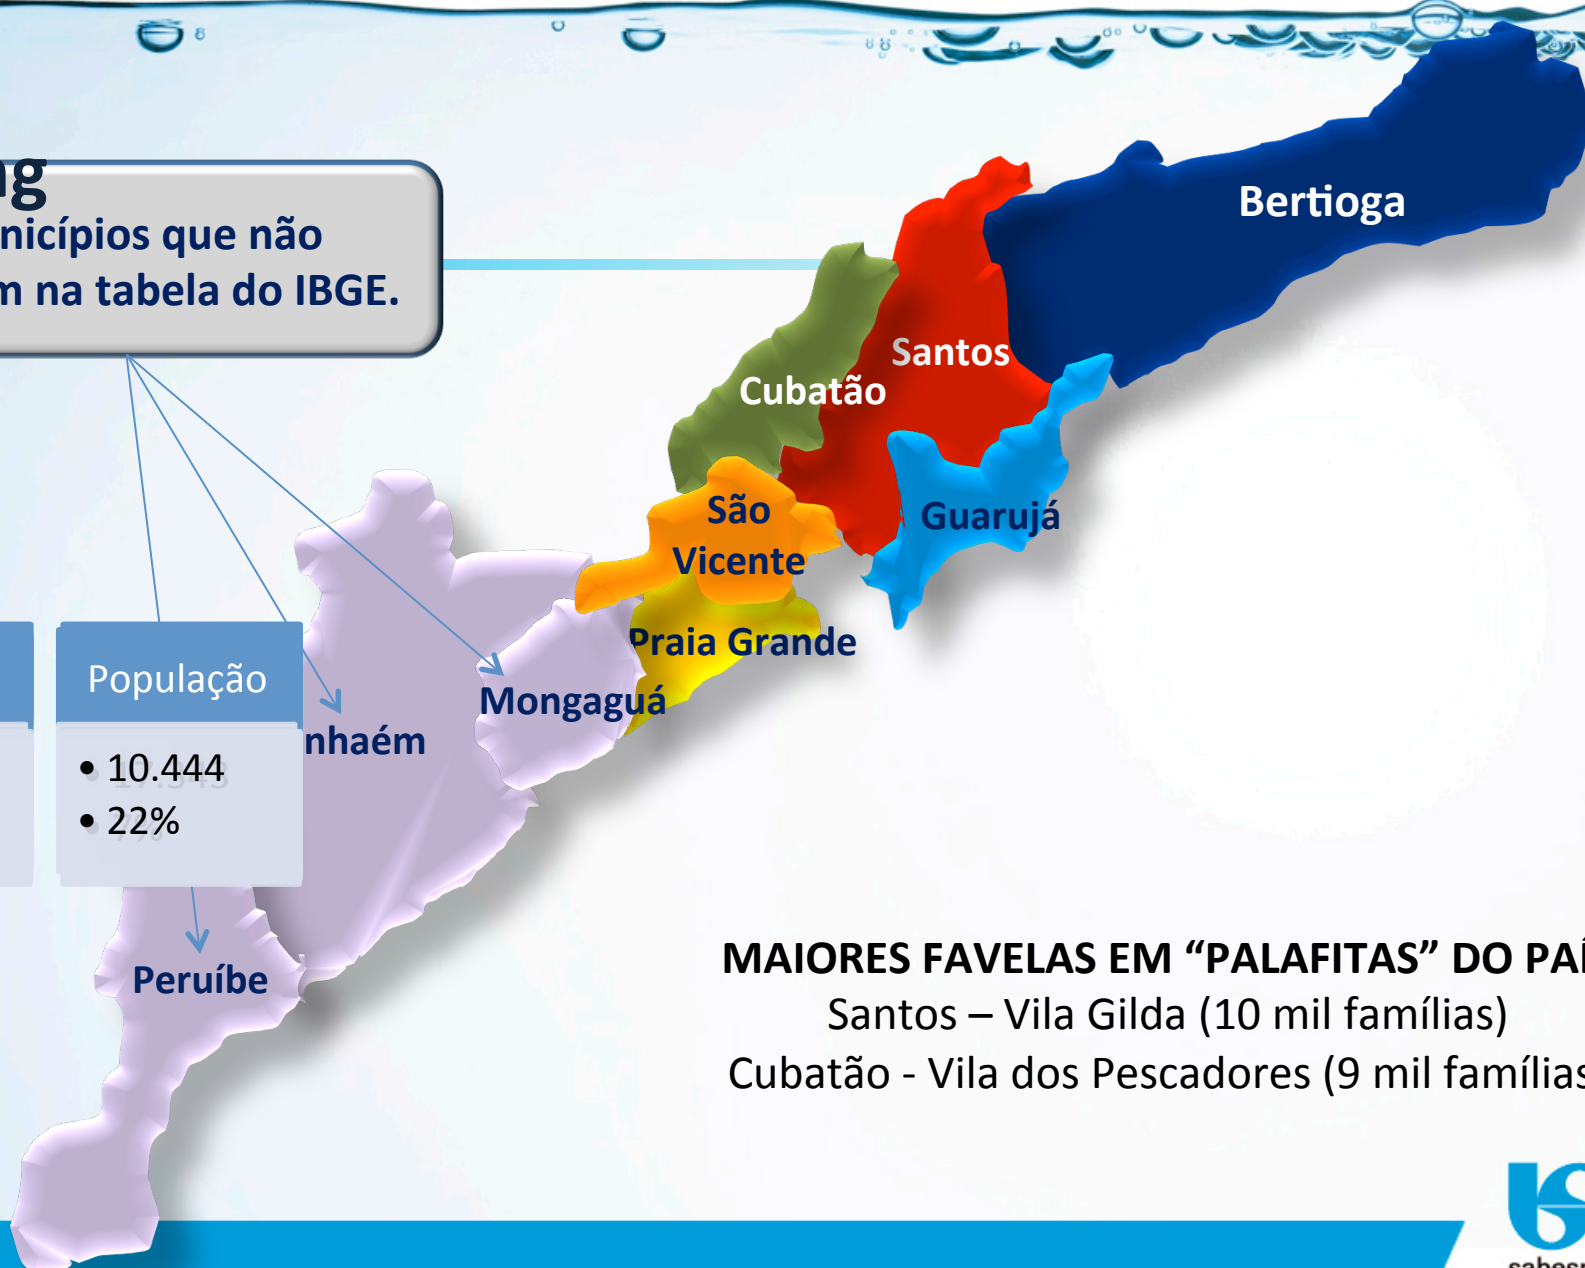 ng
nicípios que não
m na tabela do IBGE.
Bertioga
Santos
Cubatão
São
Vicente
Guarujá
Praia Grande
Mongaguá
nhaém
População
• 10.444
• 22%
Peruíbe
MAIORES FAVELAS EM “PALAFITAS” DO PAÍ
Santos – Vila Gilda (10 mil famílias)
Cubatão - Vila dos Pescadores (9 mil famílias
sabesp